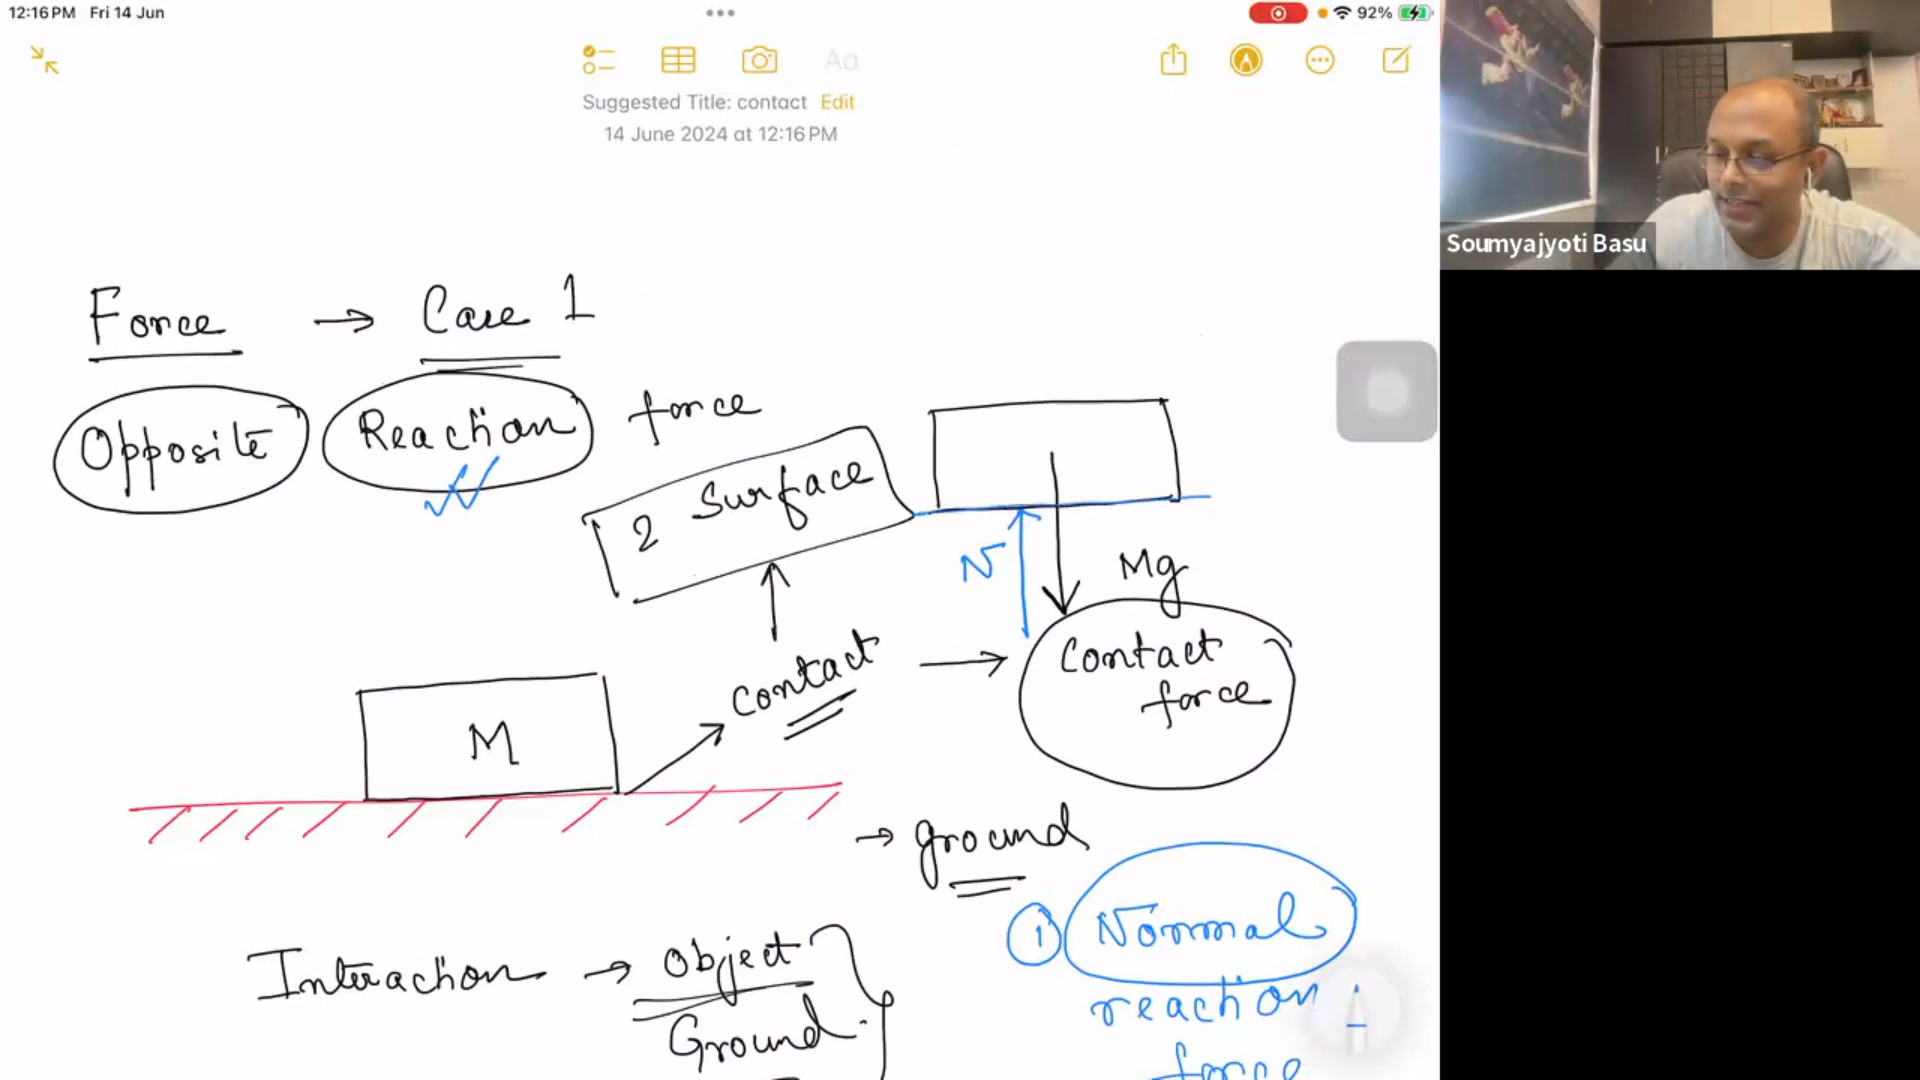 12:16 PM Fri 14 Jun
92%
Aa
Suggested Title: contact Edit
14 June 2024 at 12:16 PM
Soumyajyoti Basu
Force → Case 1
Opposite Reaction force
2 Surface
N
Mg
Contact → Contact
force
M
→ ground
1 Normal
reaction
force
Interaction → Object
Ground